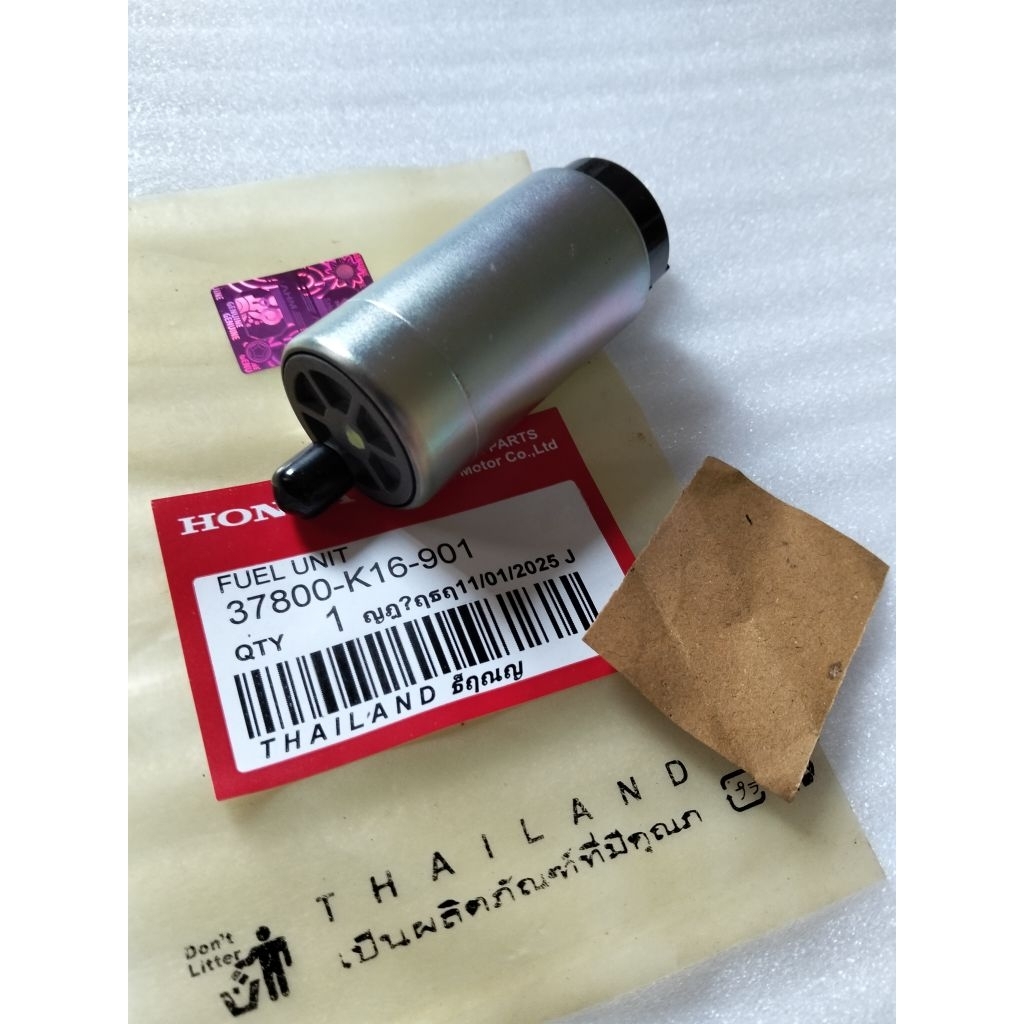 GENUINE
GENUINE
PARTS
Motor Co.,Ltd
FUEL UNIT
37800-K16-901
QTY 1 ญฎ?ฤธฤ11/01/2025 J
THAILAND ธีฤณญ
THAILAND
เป็นผลิตภัณฑ์ที่มีคุณภ
Don't
Litter